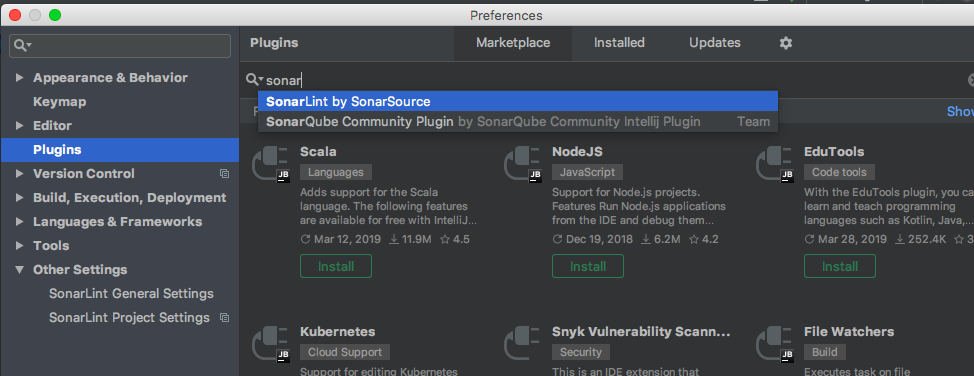 Preferences
Plugins
Marketplace
Installed
Updates
sonar
SonarLint by SonarSource
SonarQube Community Plugin by SonarQube Community Intellij Plugin Team
Show
Appearance & Behavior
Keymap
Editor
Plugins
Version Control
Build, Execution, Deployment
Languages & Frameworks
Tools
Other Settings
SonarLint General Settings
SonarLint Project Settings
Scala
Languages
Adds support for the Scala
language. The following features
are available for free with IntelliJ...
Mar 12, 2019 11.9M 4.5
Install
NodeJS
JavaScript
Support for Node.js projects.
Features Run Node.js applications
from the IDE and debug them...
Dec 19, 2018 6.2M 4.2
Install
EduTools
Code tools
With the EduTools plugin, you ca
learn and teach programming
languages such as Kotlin, Java,...
Mar 28, 2019 252.4K
Install
Kubernetes
Cloud Support
Support for editing Kubernetes
Snyk Vulnerability Scann...
Security
This is an IDE extension that
File Watchers
Build
Executes task on file
JB
JB
JB
JB
JB